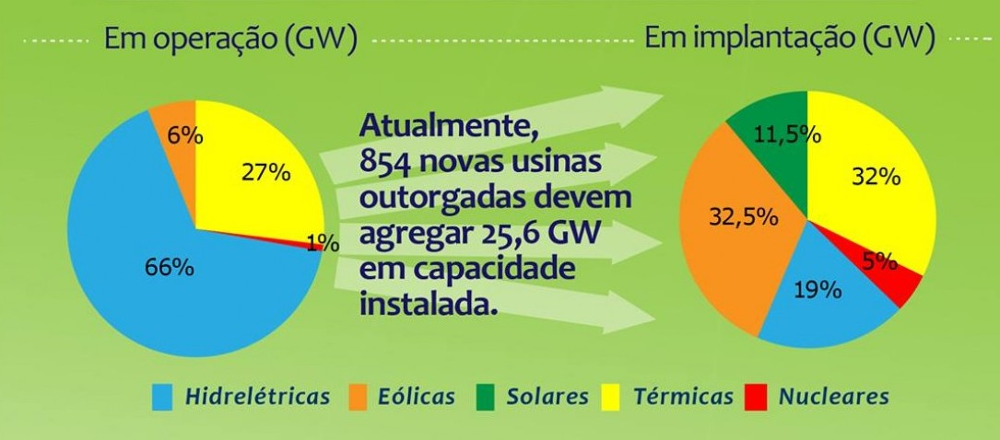 Em operação (GW)
Em implantação (GW)
6%
27%
1%
66%
Atualmente,
854 novas usinas
outorgadas devem
agregar 25,6 GW
em capacidade
instalada.
11,5%
32%
32,5%
5%
19%
Hidrelétricas
Eólicas
Solares
Térmicas
Nucleares